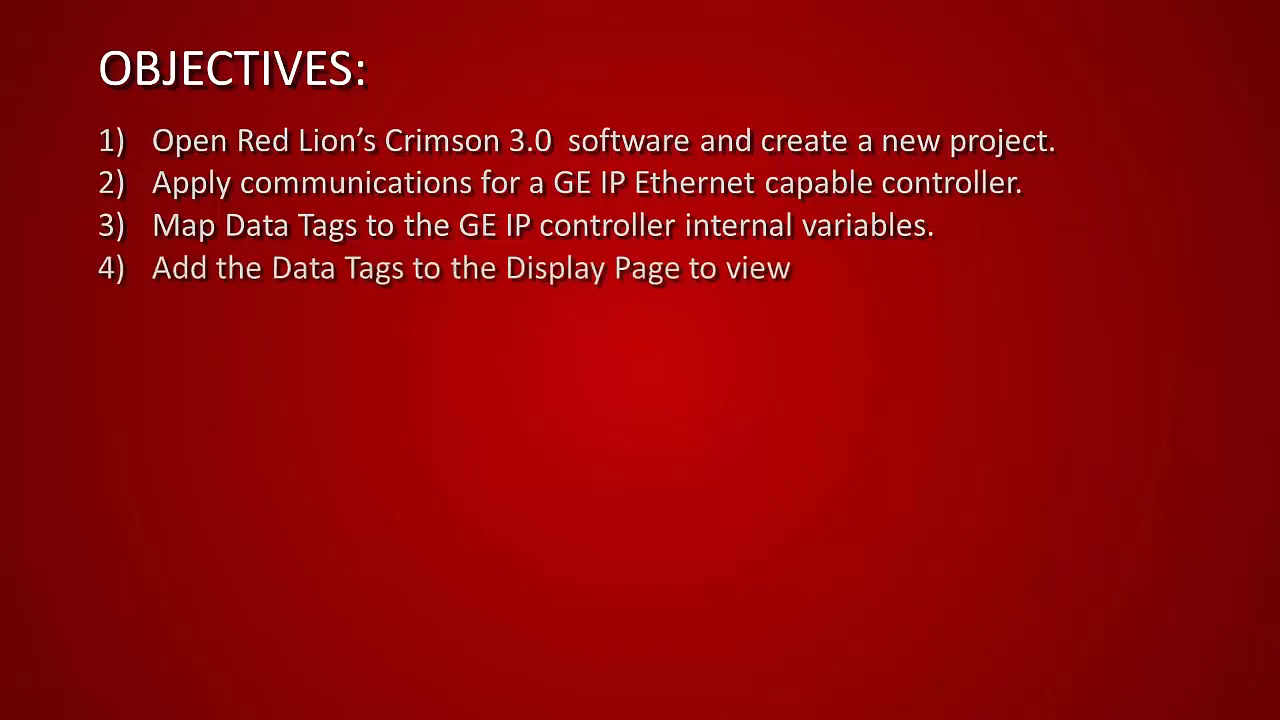 OBJECTIVES:
1) Open Red Lion’s Crimson 3.0 software and create a new project.
2) Apply communications for a GE IP Ethernet capable controller.
3) Map Data Tags to the GE IP controller internal variables.
4) Add the Data Tags to the Display Page to view